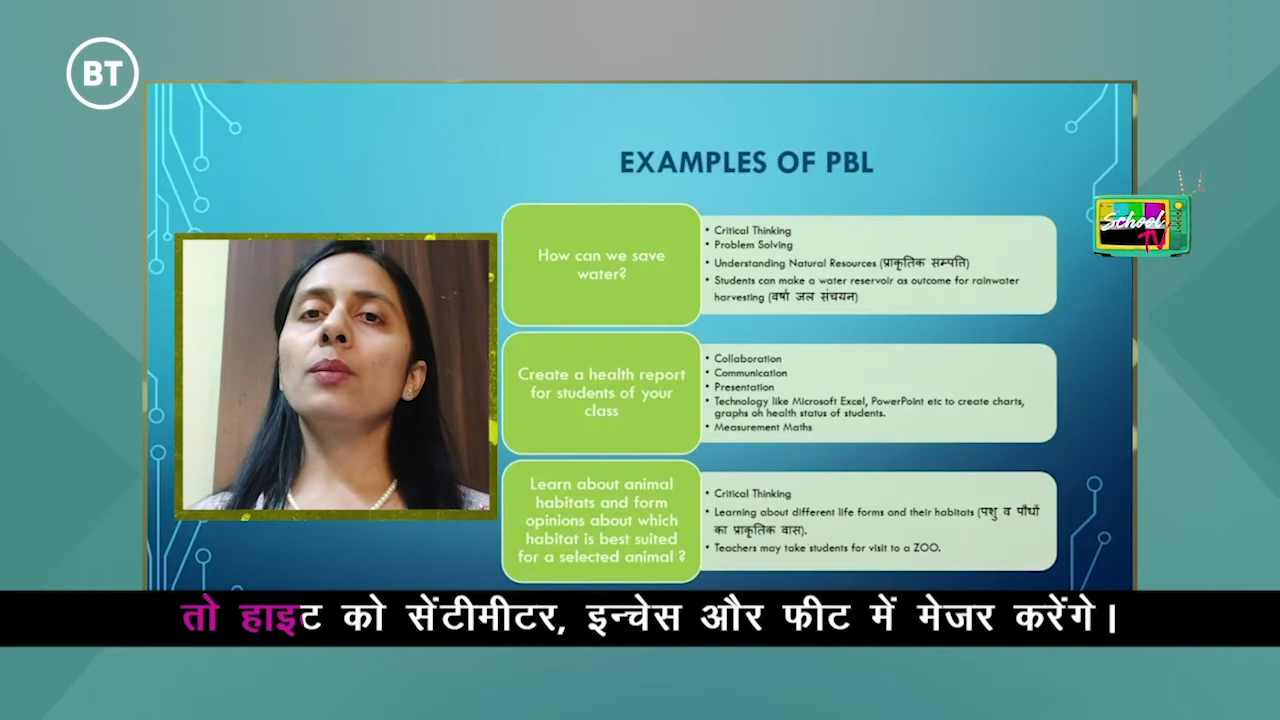 BT
EXAMPLES OF PBL
School
TV
How can we save
water?
• Critical Thinking
• Problem Solving
• Understanding Natural Resources (प्राकृतिक सम्पत्ति)
• Students can make a water reservoir as outcome for rainwater
harvesting (वर्षा जल संचयन)
Create a health report
for students of your
class
• Collaboration
• Communication
• Presentation
• Technology like Microsoft Excel, PowerPoint etc to create charts,
graphs oh health status of students.
• Measurement Maths
Learn about animal
habitats and form
opinions about which
habitat is best suited
for a selected animal ?
• Critical Thinking
• Learning about different life forms and their habitats (पशु व पौधों
का प्राकृतिक वास).
• Teachers may take students for visit to a ZOO.
तो हाइट को सेंटीमीटर, इन्चेस और फीट में मेजर करेंगे।